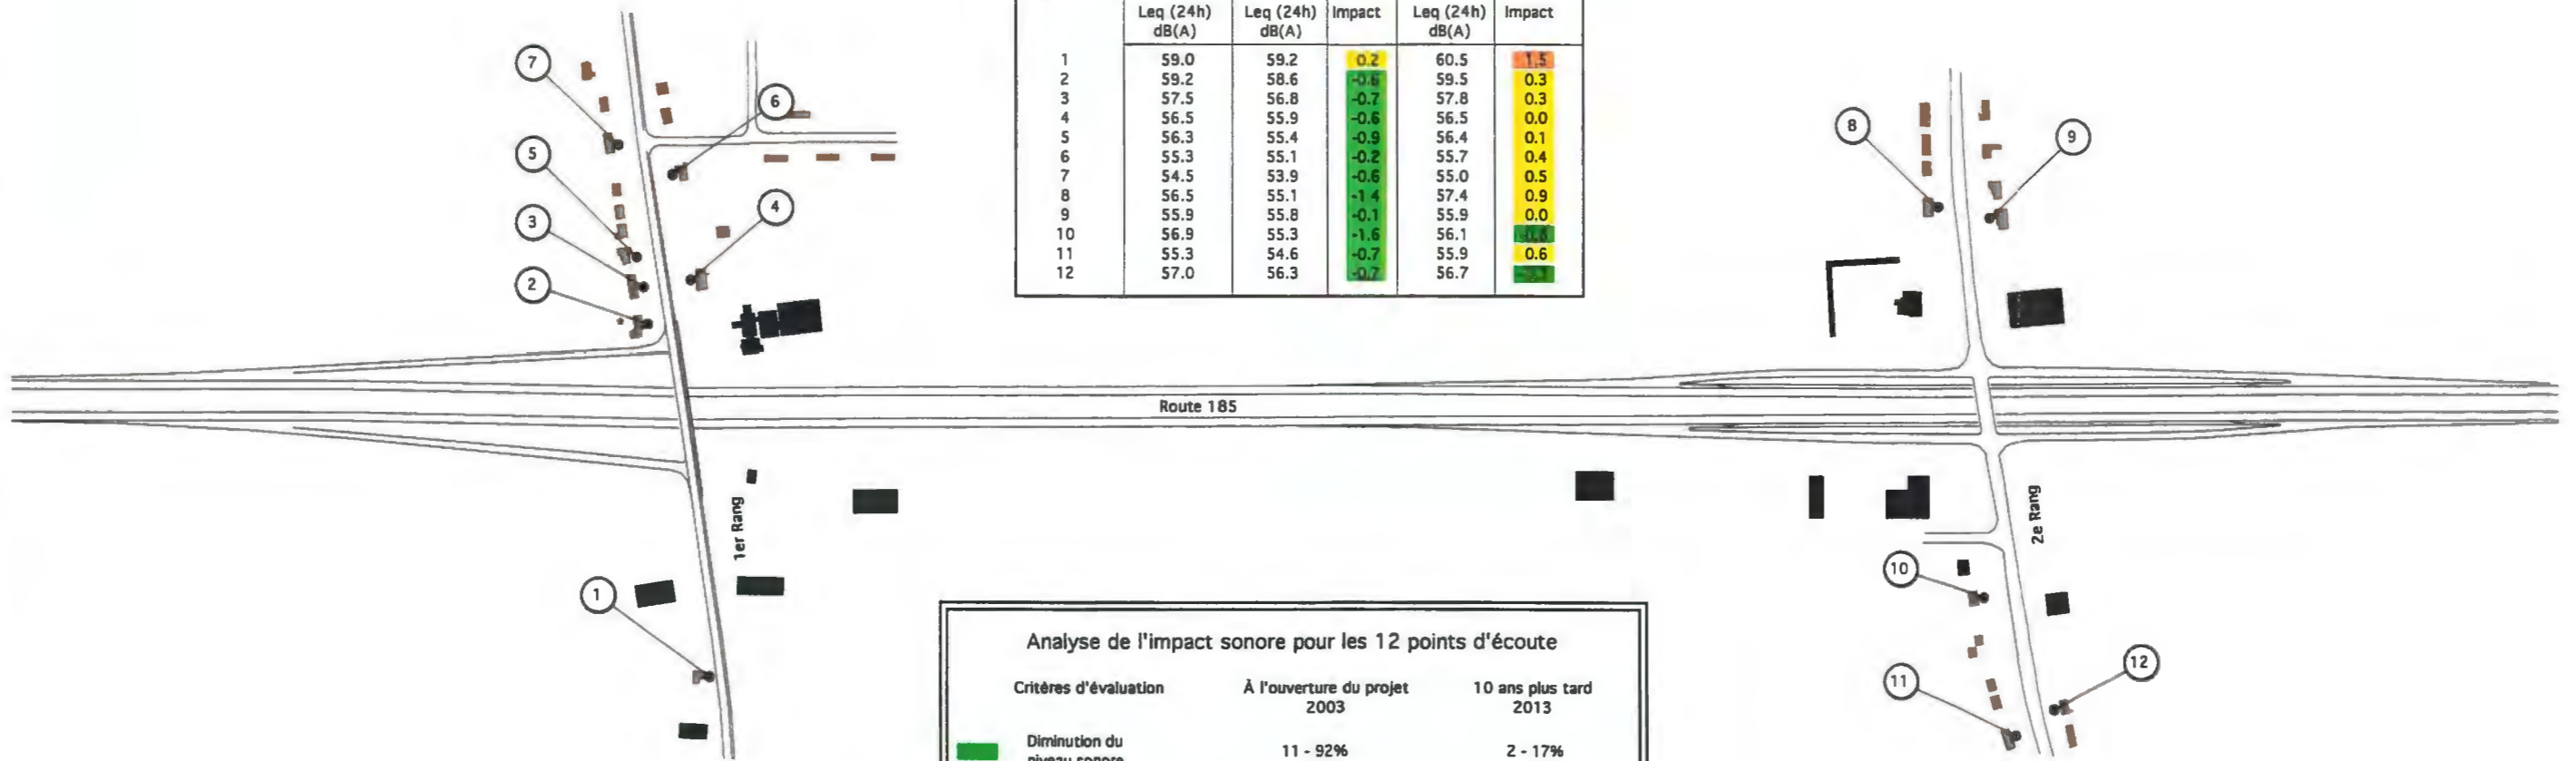 Leq (24h) Leq (24h) Impact Leq (24h) Impact
dB(A) dB(A) dB(A)
1 59.0 59.2 0.2 60.5 1.5
2 59.2 58.6 -0.6 59.5 0.3
3 57.5 56.8 -0.7 57.8 0.3
4 56.5 55.9 -0.6 56.5 0.0
5 56.3 55.4 -0.9 56.4 0.1
6 55.3 55.1 -0.2 55.7 0.4
7 54.5 53.9 -0.6 55.0 0.5
8 56.5 55.1 -1.4 57.4 0.9
9 55.9 55.8 -0.1 55.9 0.0
10 56.9 55.3 -1.6 56.1
11 55.3 54.6 -0.7 55.9 0.6
12 57.0 56.3 -0.7 56.7
7
6
5
4
3
2
8
9
Route 185
1er Rang
2e Rang
1
10
11
12
Analyse de l'impact sonore pour les 12 points d'écoute
Critères d'évaluation À l'ouverture du projet 10 ans plus tard
2003 2013
Diminution du 11 - 92% 2 - 17%
niveau sonore